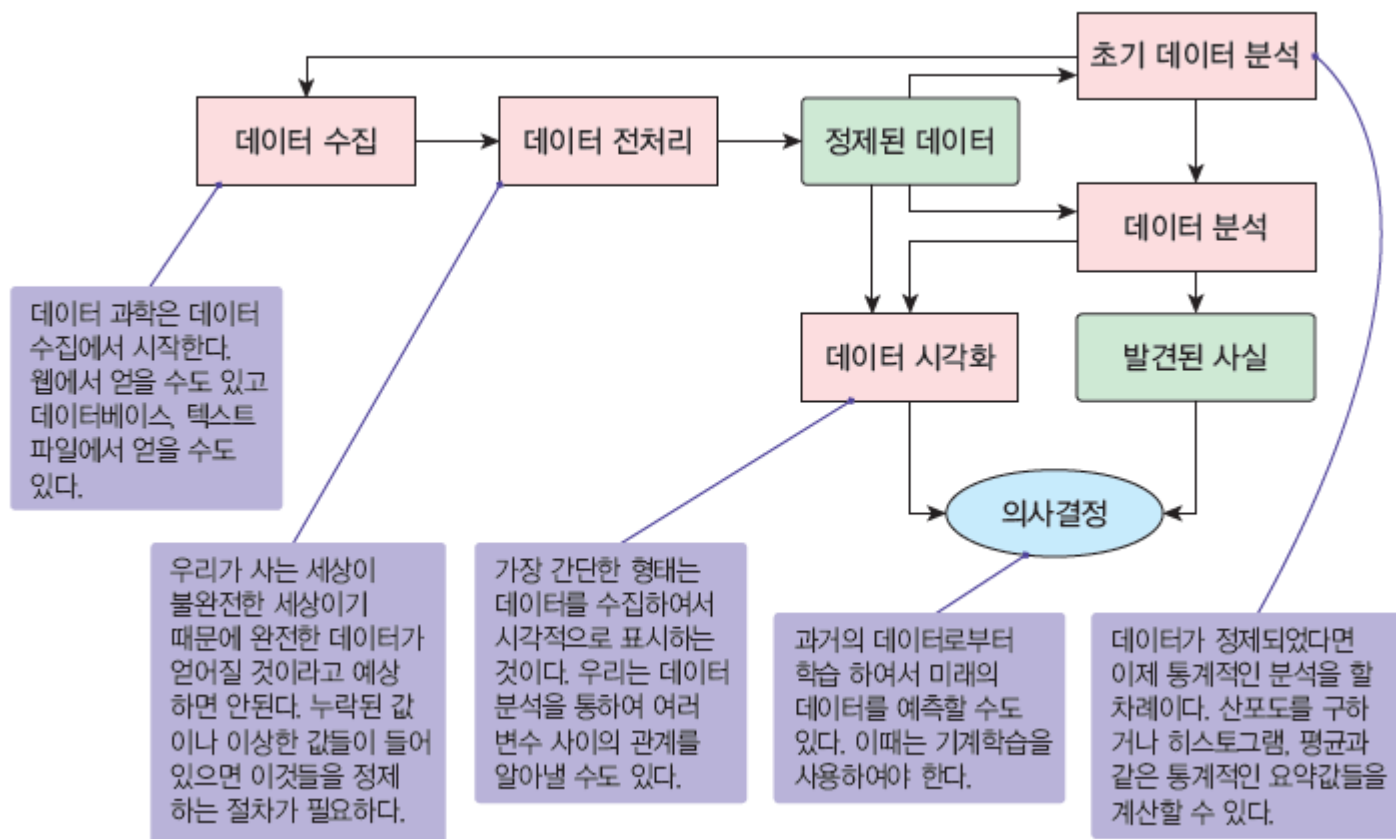 초기 데이터 분석
데이터 수집
데이터 전처리
정제된 데이터
데이터 분석
데이터 시각화
발견된 사실
의사결정
데이터 과학은 데이터
수집에서 시작한다.
웹에서 얻을 수도 있고
데이터베이스, 텍스트
파일에서 얻을 수도
있다.
우리가 사는 세상이
불완전한 세상이기
때문에 완전한 데이터가
얻어질 것이라고 예상
하면 안된다. 누락된 값
이나 이상한 값들이 들어
있으면 이것들을 정제
하는 절차가 필요하다.
가장 간단한 형태는
데이터를 수집하여서
시각적으로 표시하는
것이다. 우리는 데이터
분석을 통하여 여러
변수 사이의 관계를
알아낼 수도 있다.
과거의 데이터로부터
학습 하여서 미래의
데이터를 예측할 수도
있다. 이때는 기계학습을
사용하여야 한다.
데이터가 정제되었다면
이제 통계적인 분석을 할
차례이다. 산포도를 구하
거나 히스토그램, 평균과
같은 통계적인 요약값들을
계산할 수 있다.